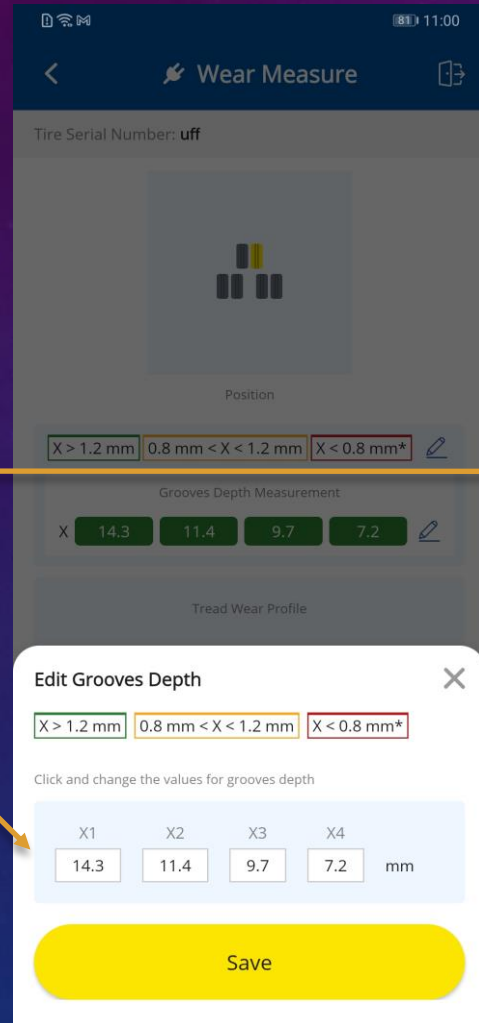 81 11:00
Wear Measure
Tire Serial Number: uff
Position
X > 1.2 mm 0.8 mm < X < 1.2 mm X < 0.8 mm*
Grooves Depth Measurement
X 14.3 11.4 9.7 7.2
Tread Wear Profile
Edit Grooves Depth
X > 1.2 mm 0.8 mm < X < 1.2 mm X < 0.8 mm*
Click and change the values for grooves depth
X1 X2 X3 X4
14.3 11.4 9.7 7.2 mm
Save